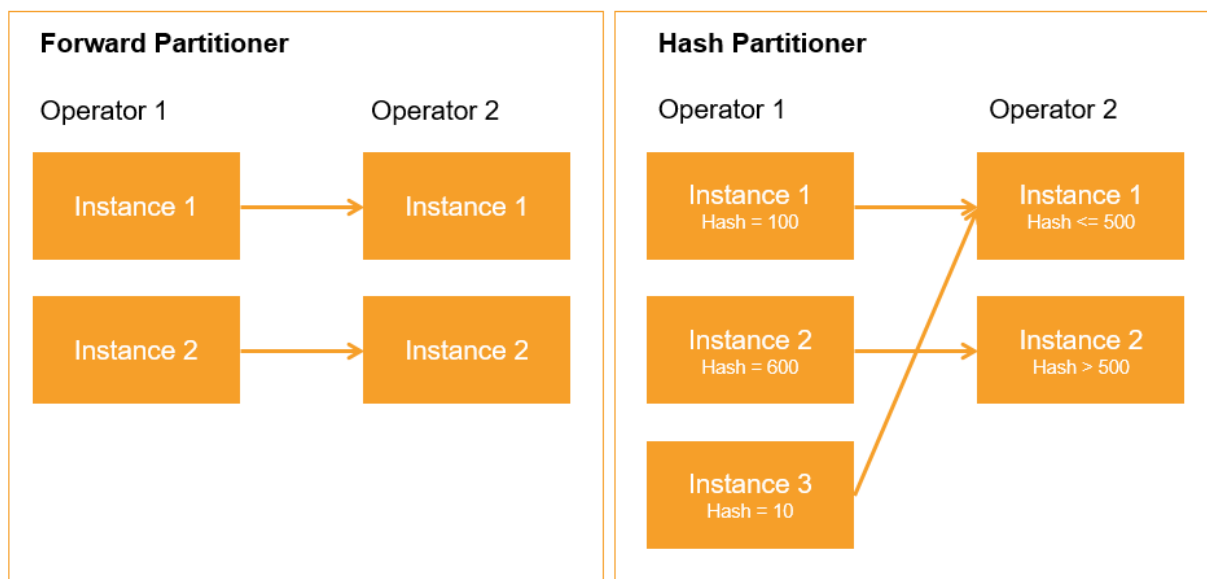 Forward Partitioner
Operator 1
Operator 2
Instance 1
Instance 1
Instance 2
Instance 2
Hash Partitioner
Operator 1
Operator 2
Instance 1
Hash = 100
Instance 1
Hash <= 500
Instance 2
Hash = 600
Instance 2
Hash > 500
Instance 3
Hash = 10